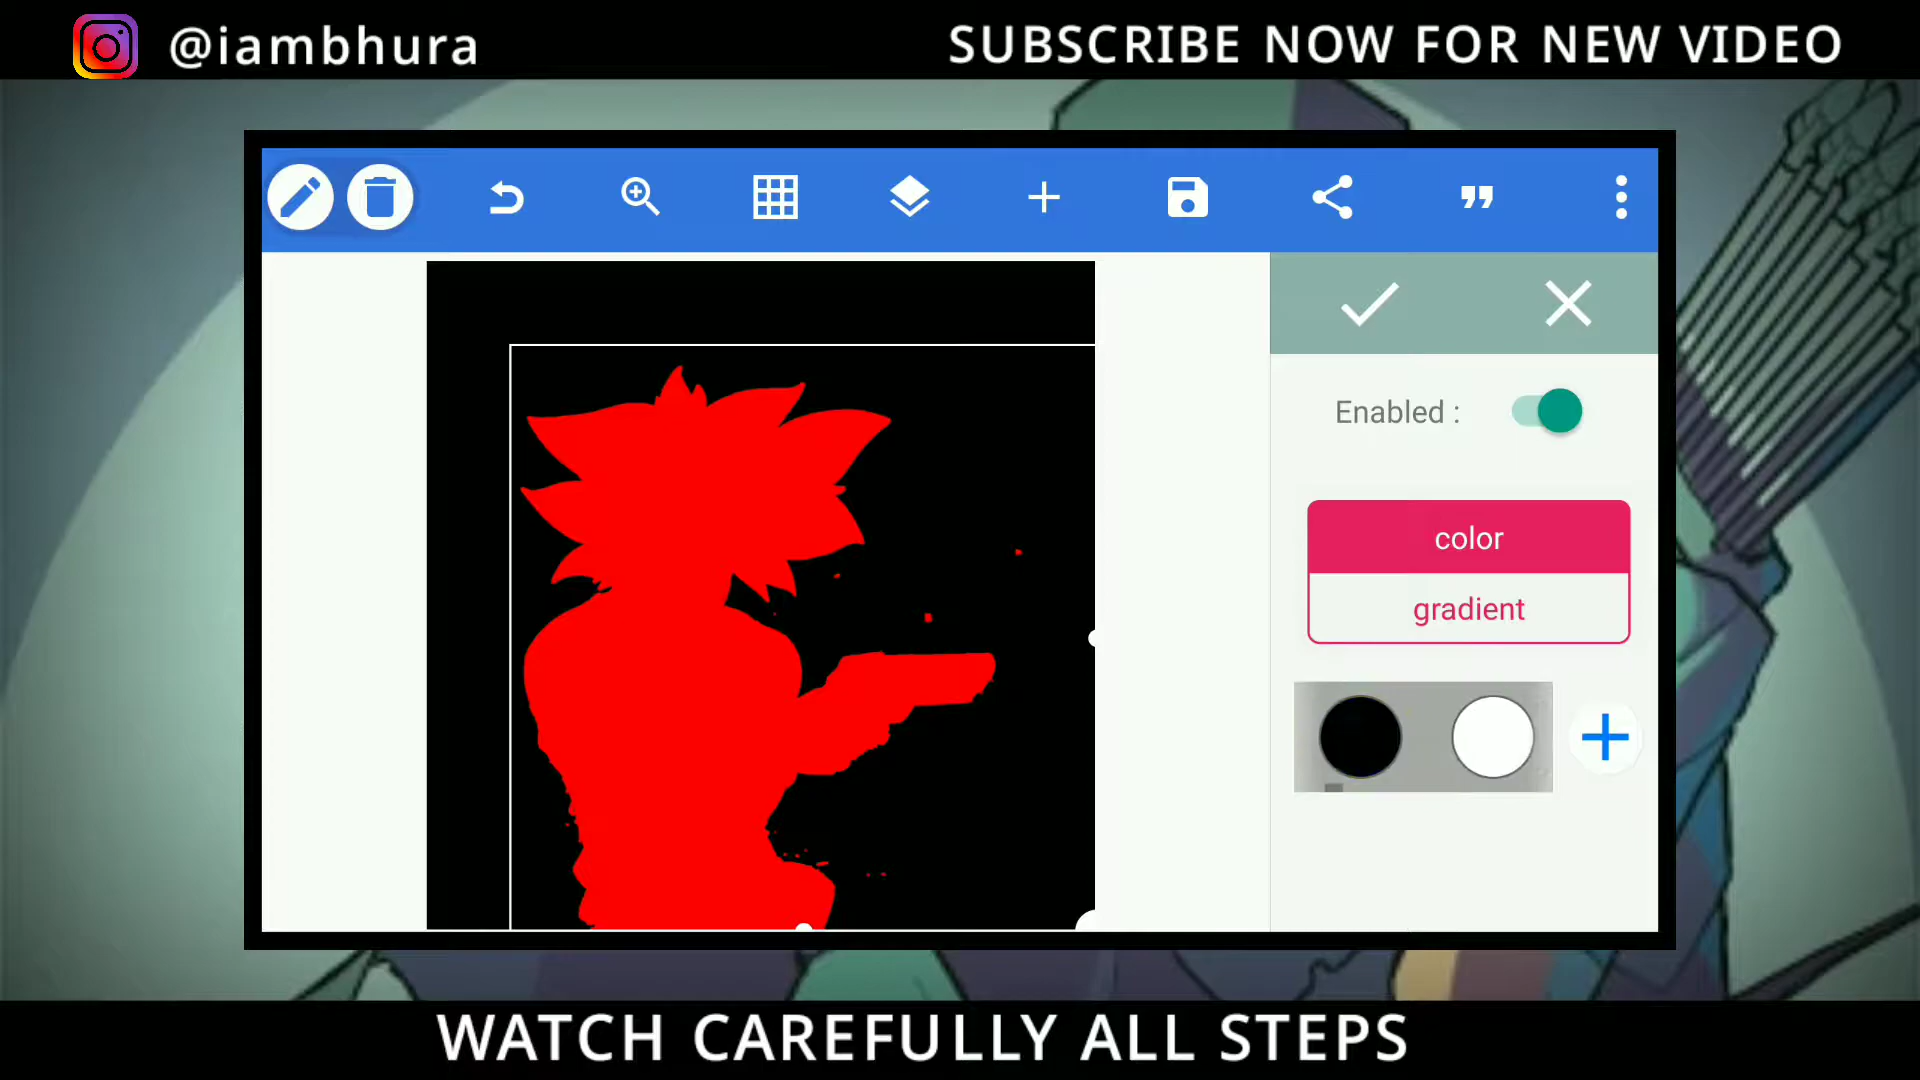 @iambhura
SUBSCRIBE NOW FOR NEW VIDEO
Enabled :
color
gradient
WATCH CAREFULLY ALL STEPS